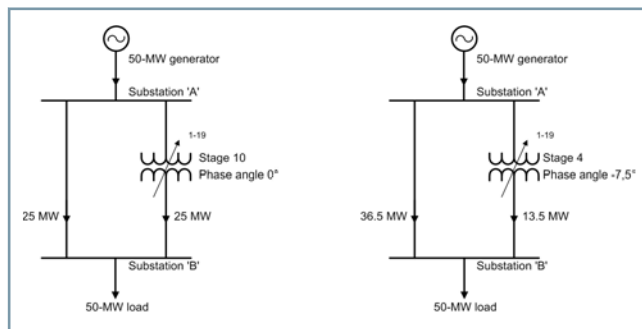 50-MW generator
Substation 'A'
1-19
Stage 10
Phase angle 0°
25 MW
25 MW
Substation 'B'
50-MW load
50-MW generator
Substation 'A'
1-19
Stage 4
Phase angle -7,5°
36.5 MW
13.5 MW
Substation 'B'
50-MW load